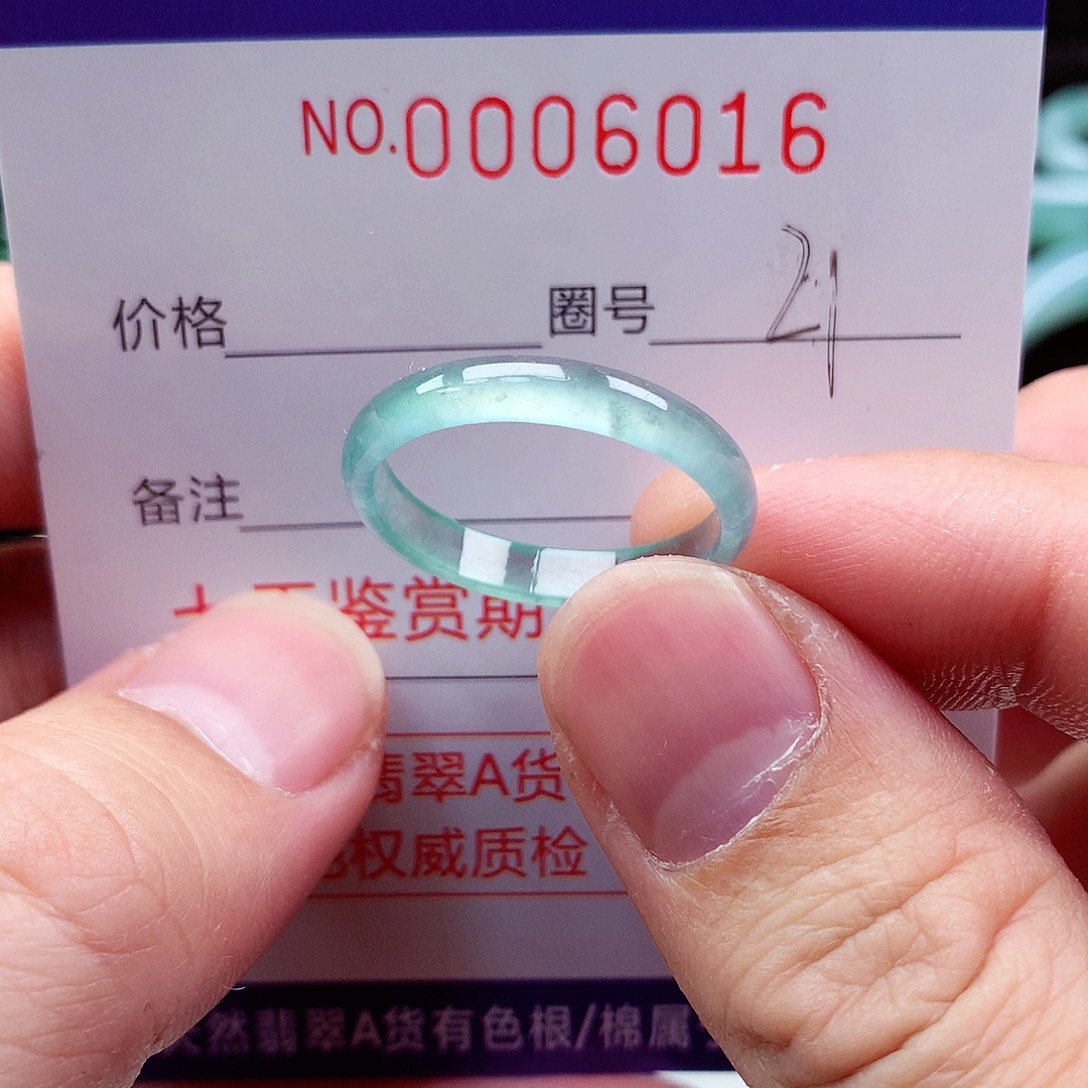 NO.0006016
价格 圈号 21
备注
鉴赏期
翡翠A货
权威质检
天然翡翠A货有色根/棉属